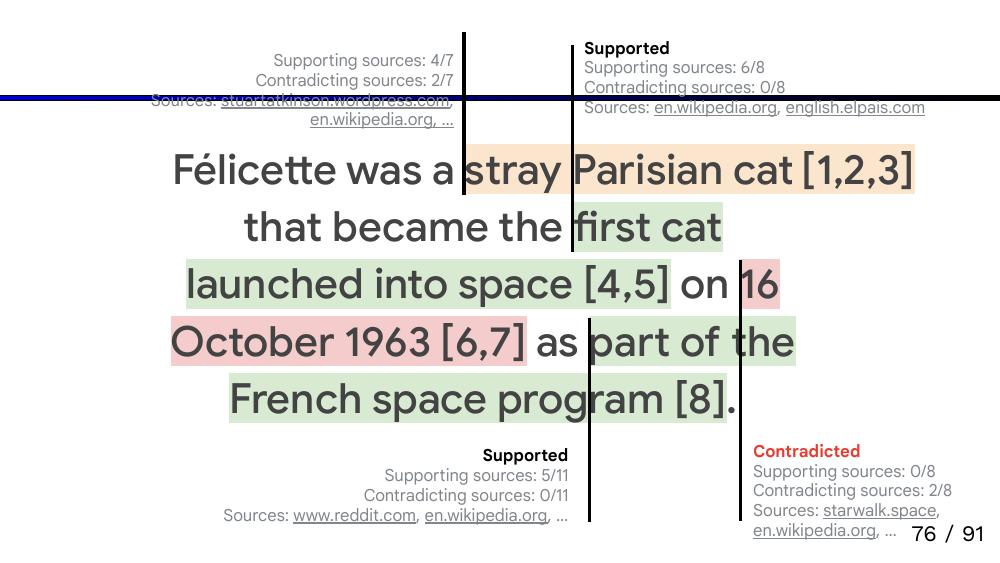 Supporting sources: 4/7
Contradicting sources: 2/7
Sources: stuartatkinson.wordpress.com,
en.wikipedia.org, ...
Supported
Supporting sources: 6/8
Contradicting sources: 0/8
Sources: en.wikipedia.org, english.elpais.com
Félicette was a stray Parisian cat [1,2,3]
that became the first cat
launched into space [4,5] on 16
October 1963 [6,7] as part of the
French space program [8].
Supported
Supporting sources: 5/11
Contradicting sources: 0/11
Sources: www.reddit.com, en.wikipedia.org, ...
Contradicted
Supporting sources: 0/8
Contradicting sources: 2/8
Sources: starwalk.space,
en.wikipedia.org, ...
76 / 91